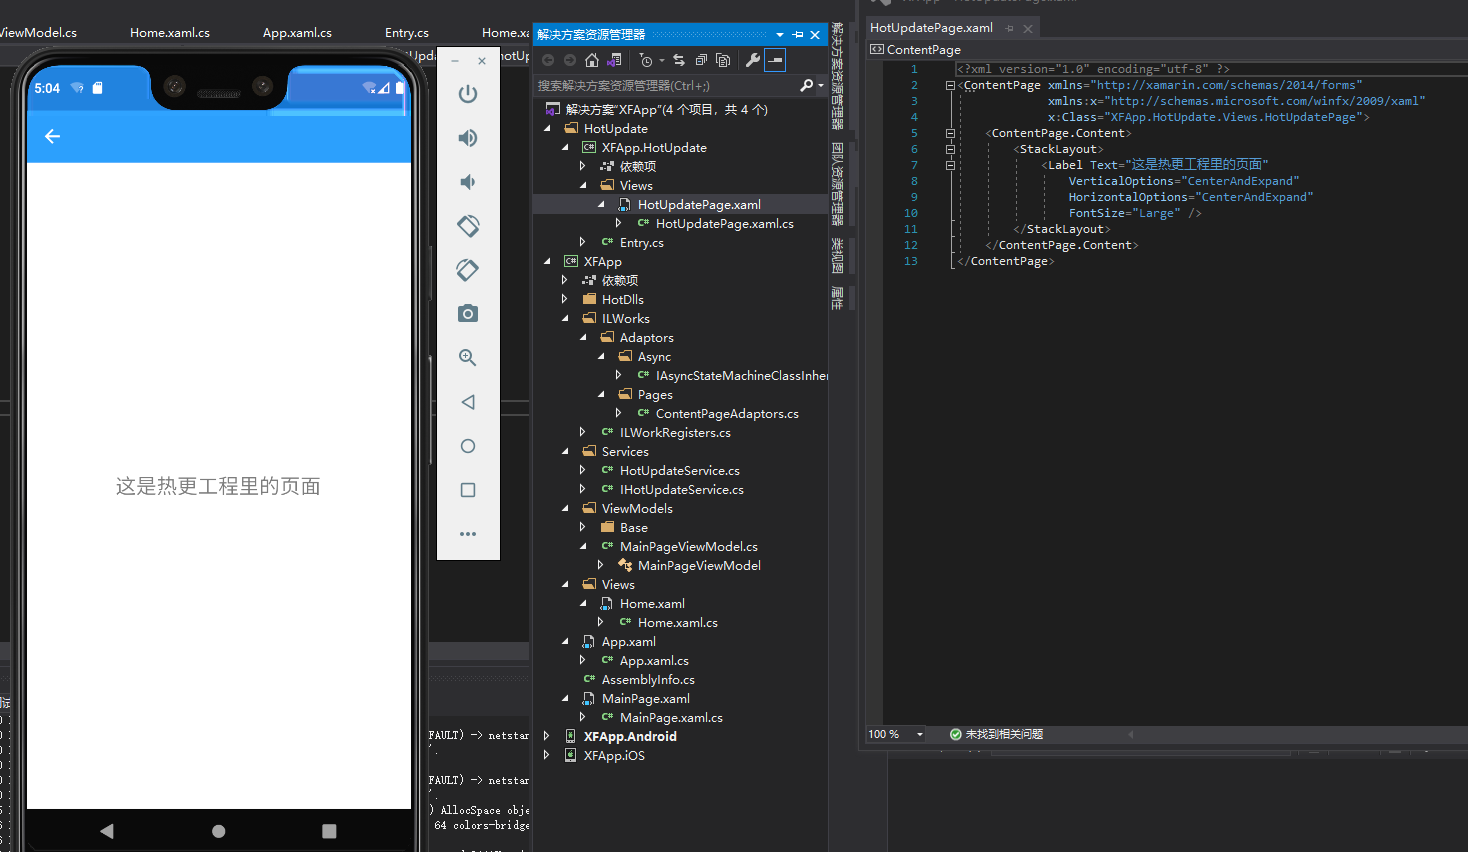 ViewModel.cs
Home.xaml.cs
App.xaml.cs
Entry.cs
5:04
这是热更工程里的页面
解决方案资源管理器
搜索解决方案资源管理器(Ctrl+;)
解决方案"XFApp"(4 个项目，共 4 个)
HotUpdate
XFApp.HotUpdate
依赖项
Views
HotUpdatePage.xaml
HotUpdatePage.xaml.cs
Entry.cs
XFApp
依赖项
HotDlls
ILWorks
Adaptors
Async
IAsyncStateMachineClassInher
Pages
ContentPageAdaptors.cs
ILWorkRegisters.cs
Services
HotUpdateService.cs
IHotUpdateService.cs
ViewModels
Base
MainPageViewModel.cs
MainPageViewModel
Views
Home.xaml
Home.xaml.cs
App.xaml
App.xaml.cs
AssemblyInfo.cs
MainPage.xaml
MainPage.xaml.cs
XFApp.Android
XFApp.iOS
FAULT) -> netstan
FAULT) -> netstan
) AllocSpace obje
64 colors-bridge
解决方案资源管理器
团队资源管理器
类视图
属性
HotUpdatePage.xaml
ContentPage
1 <?xml version="1.0" encoding="utf-8" ?>
2 <ContentPage xmlns="http://xamarin.com/schemas/2014/forms"
3 xmlns:x="http://schemas.microsoft.com/winfx/2009/xaml"
4 x:Class="XFApp.HotUpdate.Views.HotUpdatePage">
5 <ContentPage.Content>
6 <StackLayout>
7 <Label Text="这是热更工程里的页面"
8 VerticalOptions="CenterAndExpand"
9 HorizontalOptions="CenterAndExpand"
10 FontSize="Large" />
11 </StackLayout>
12 </ContentPage.Content>
13 </ContentPage>
100 %
未找到相关问题